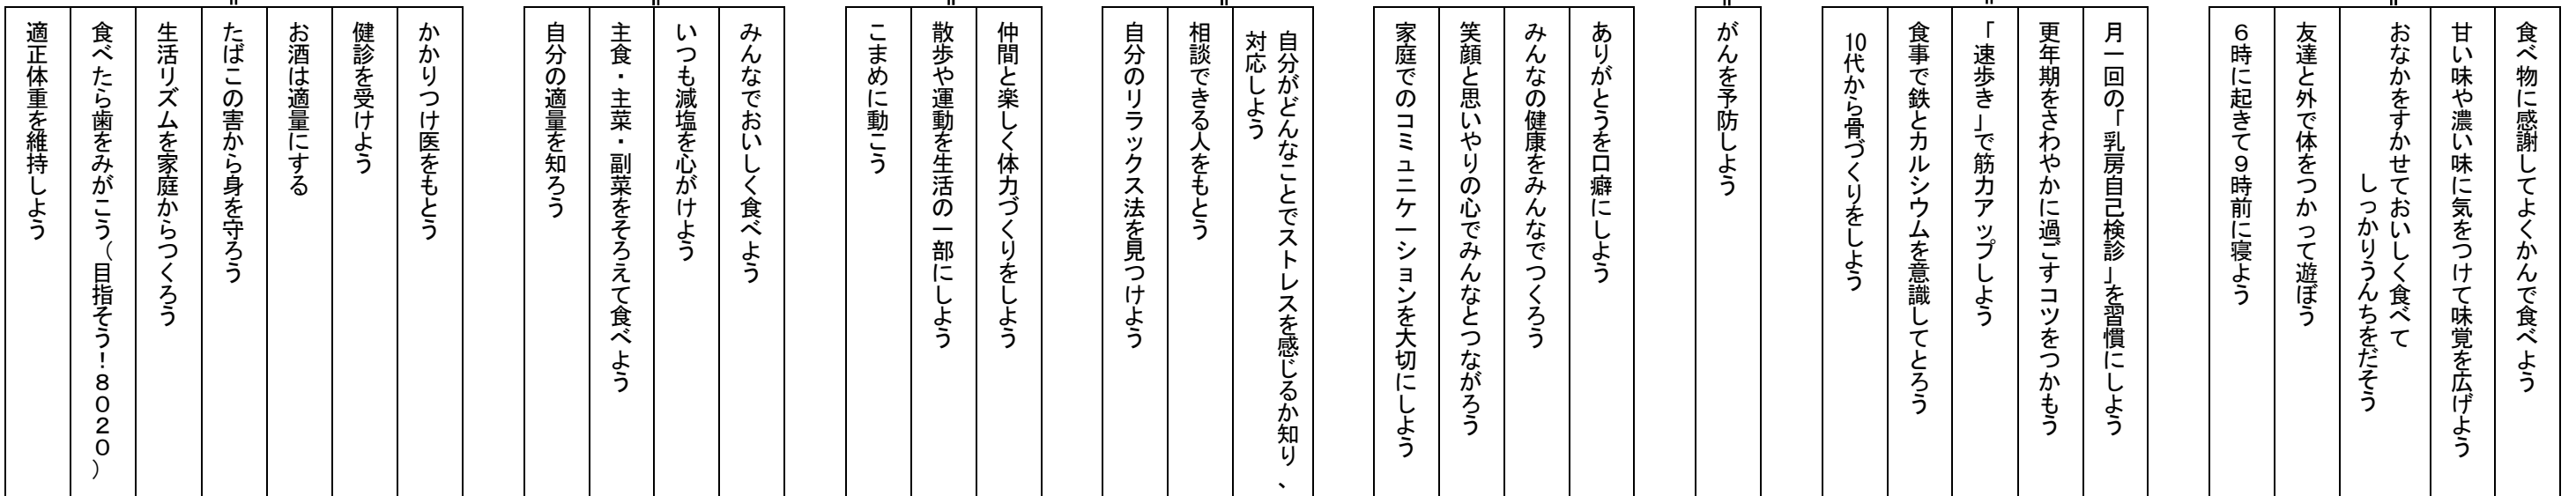 食べ物に感謝してよくかんで食べよう
甘い味や濃い味に気をつけて味覚を広げよう
おなかをすかせておいしく食べて
しっかりうんちをだそう
友達と外で体をつかって遊ぼう
６時に起きて９時前に寝よう
月一回の「乳房自己検診」を習慣にしよう
更年期をさわやかに過ごすコツをつかもう
「速歩き」で筋力アップしよう
食事で鉄とカルシウムを意識してとろう
10代から骨づくりをしよう
がんを予防しよう
ありがとうを口癖にしよう
みんなの健康をみんなでつくろう
笑顔と思いやりの心でみんなとつながろう
家庭でのコミュニケーションを大切にしよう
自分がどんなことでストレスを感じるか知り、
対応しよう
相談できる人をもとう
自分のリラックス法を見つけよう
仲間と楽しく体力づくりをしよう
散歩や運動を生活の一部にしよう
こまめに動こう
みんなでおいしく食べよう
いつも減塩を心がけよう
主食・主菜・副菜をそろえて食べよう
自分の適量を知ろう
かかりつけ医をもとう
健診を受けよう
お酒は適量にする
たばこの害から身を守ろう
生活リズムを家庭からつくろう
食べたら歯をみがこう（目指そう！８０２０）
適正体重を維持しよう